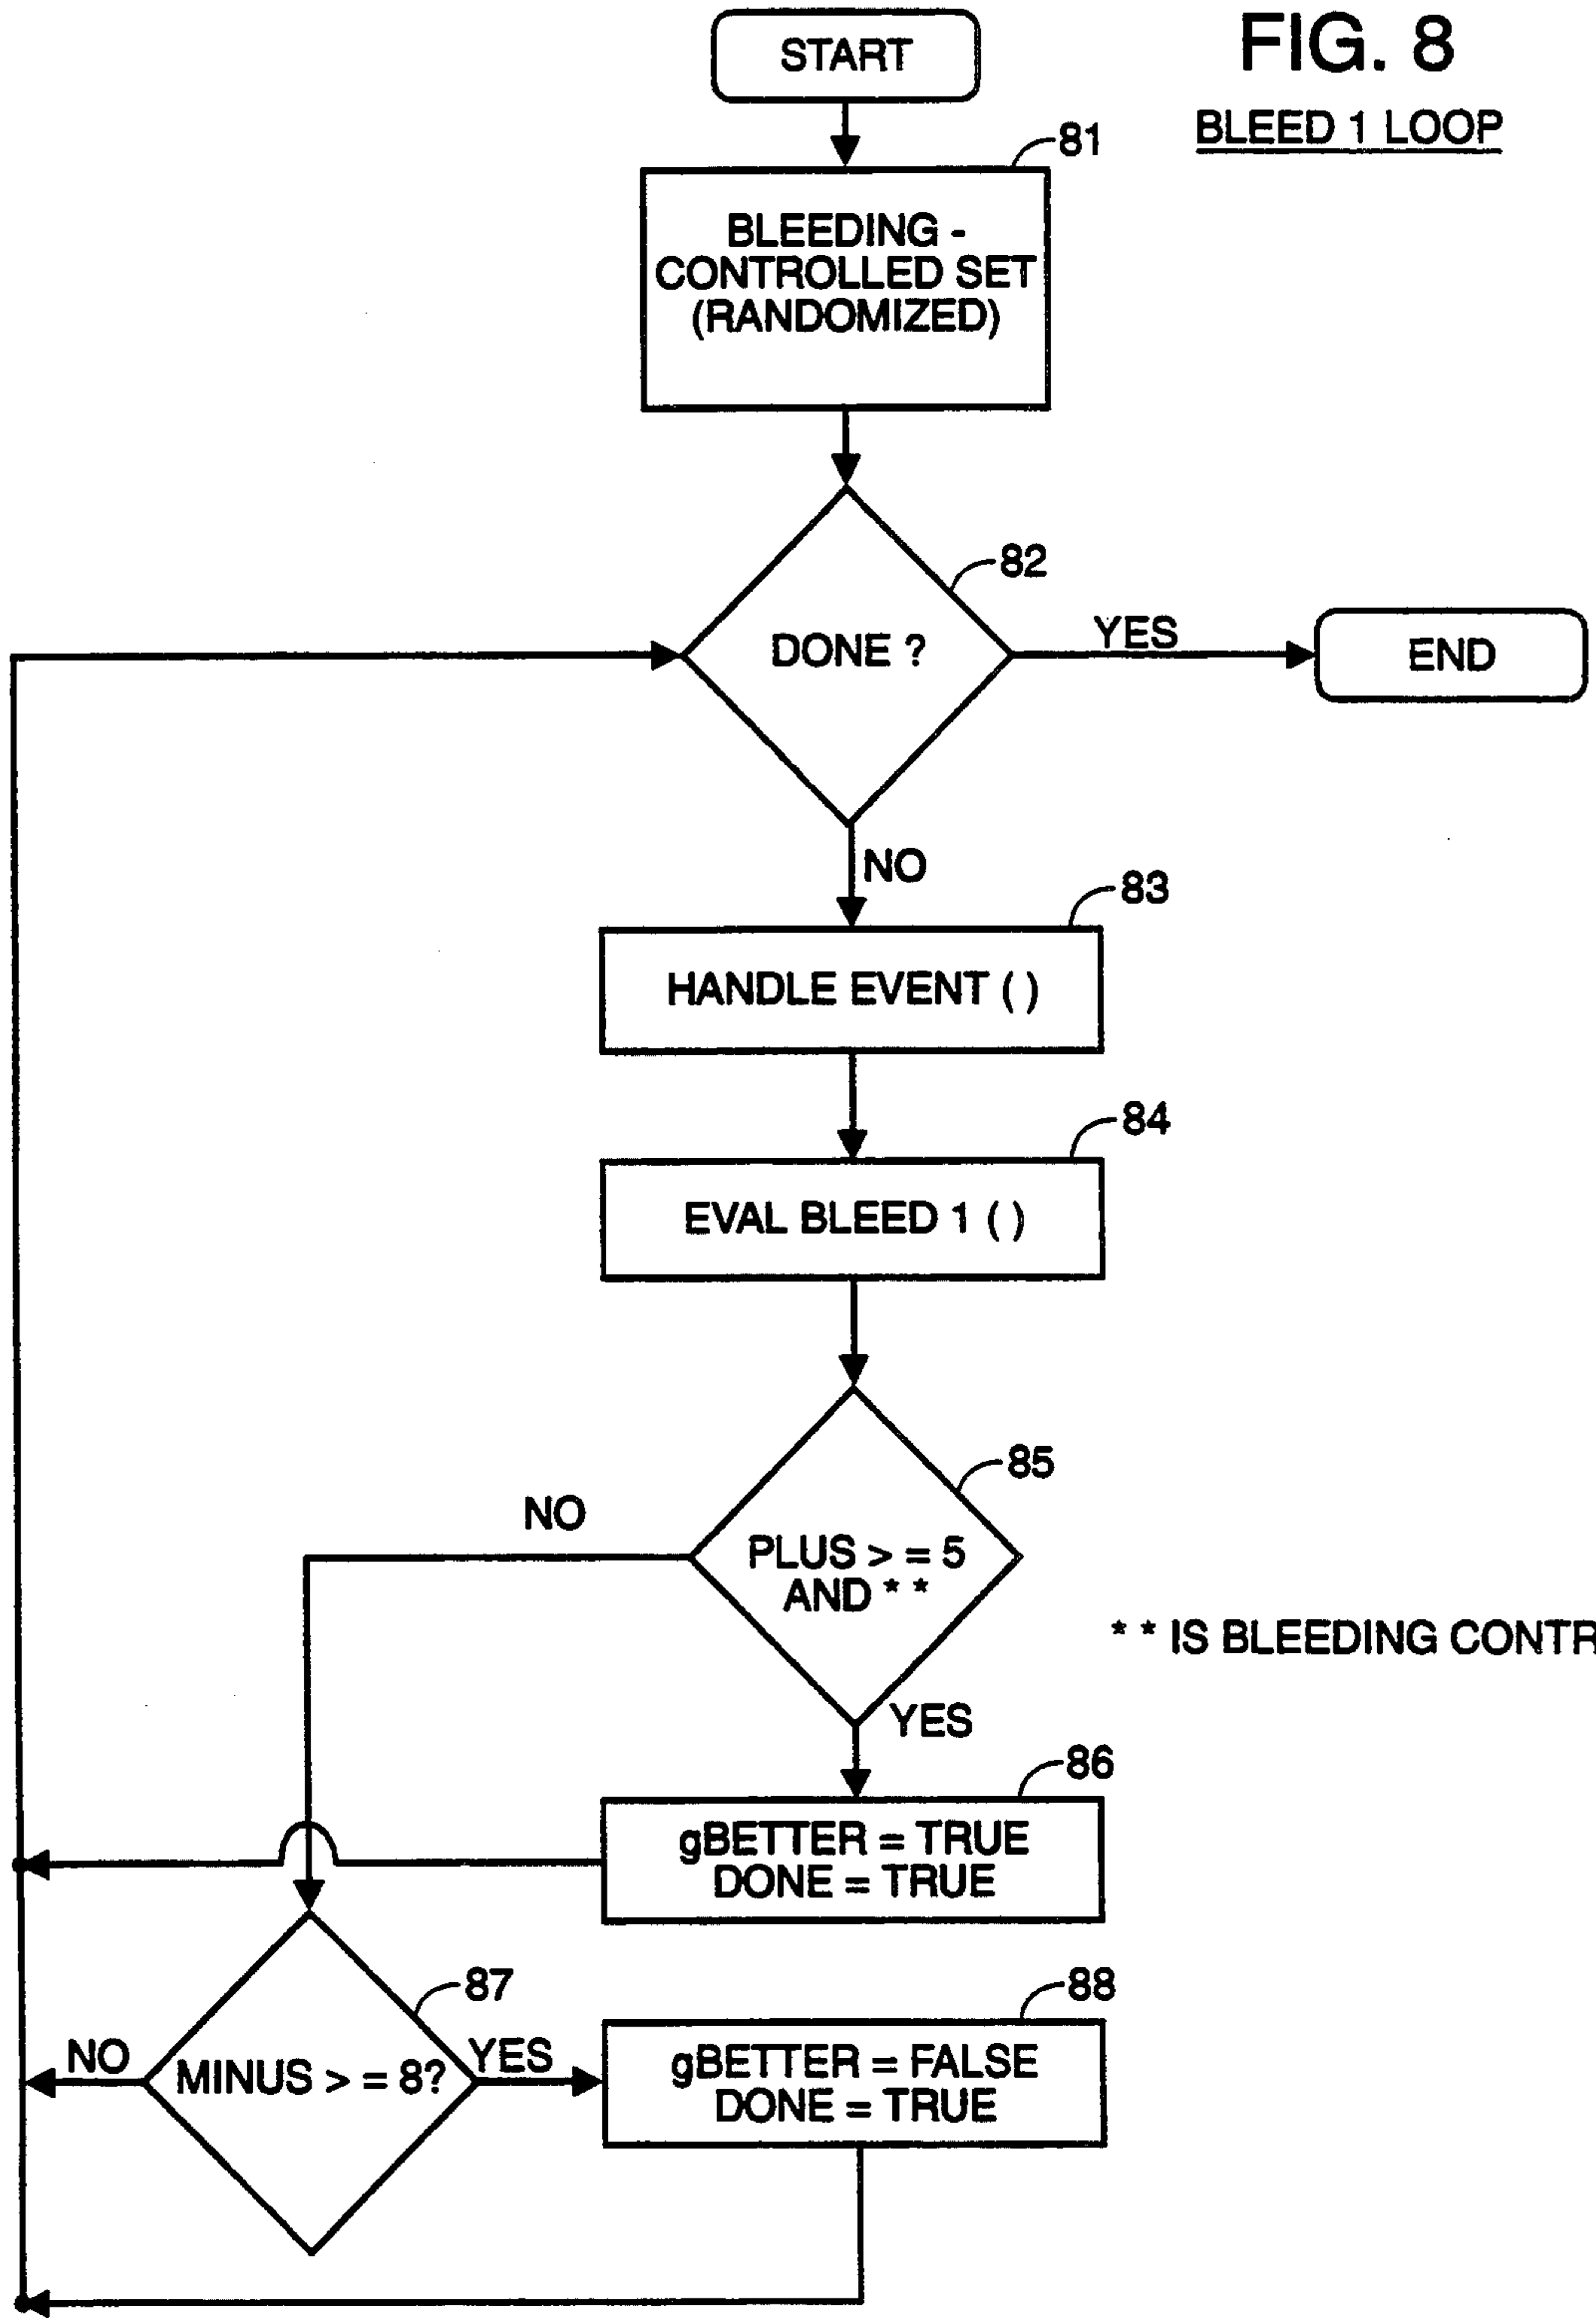 FIG. 8
BLEED 1 LOOP
START
81
BLEEDING -
CONTROLLED SET
(RANDOMIZED)
82
DONE ?
YES
END
NO
83
HANDLE EVENT ( )
84
EVAL BLEED 1 ( )
85
NO
PLUS > = 5
AND * *
* * IS BLEEDING CONTR
YES
86
gBETTER = TRUE
DONE = TRUE
87
88
NO
MINUS > = 8?
YES
gBETTER = FALSE
DONE = TRUE